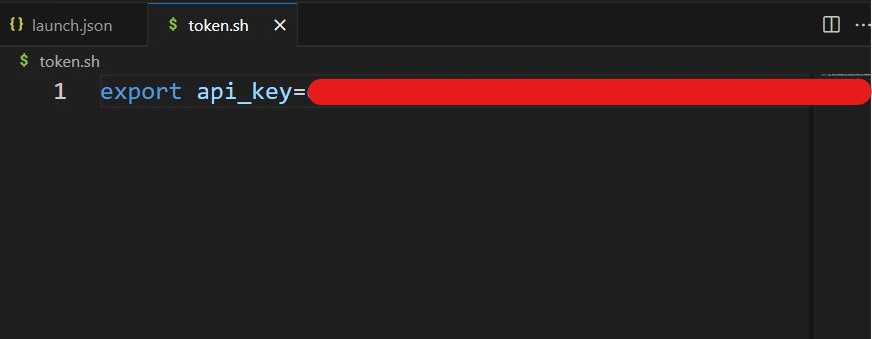 {} launch.json $ token.sh ×
$ token.sh
1 export api_key=